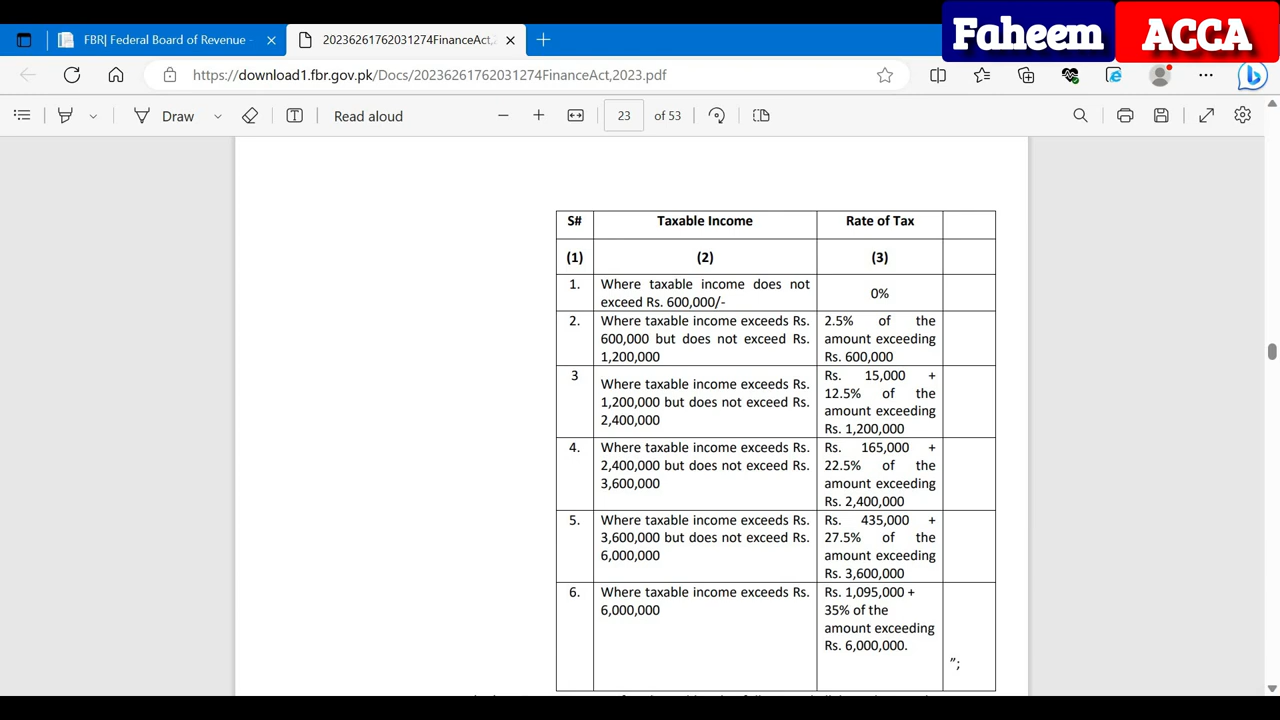 Faheem ACCA
FBR| Federal Board of Revenue -
20236261762031274FinanceAct,2
https://download1.fbr.gov.pk/Docs/20236261762031274FinanceAct,2023.pdf
Draw
Read aloud
23 of 53
S# Taxable Income Rate of Tax
(1) (2) (3)
1. Where taxable income does not
exceed Rs. 600,000/-
0%
2. Where taxable income exceeds Rs.
600,000 but does not exceed Rs.
1,200,000
2.5% of the
amount exceeding
Rs. 600,000
3 Where taxable income exceeds Rs.
1,200,000 but does not exceed Rs.
2,400,000
Rs. 15,000 +
12.5% of the
amount exceeding
Rs. 1,200,000
4. Where taxable income exceeds Rs.
2,400,000 but does not exceed Rs.
3,600,000
Rs. 165,000 +
22.5% of the
amount exceeding
Rs. 2,400,000
5. Where taxable income exceeds Rs.
3,600,000 but does not exceed Rs.
6,000,000
Rs. 435,000 +
27.5% of the
amount exceeding
Rs. 3,600,000
6. Where taxable income exceeds Rs.
6,000,000
Rs. 1,095,000 +
35% of the
amount exceeding
Rs. 6,000,000.
”;